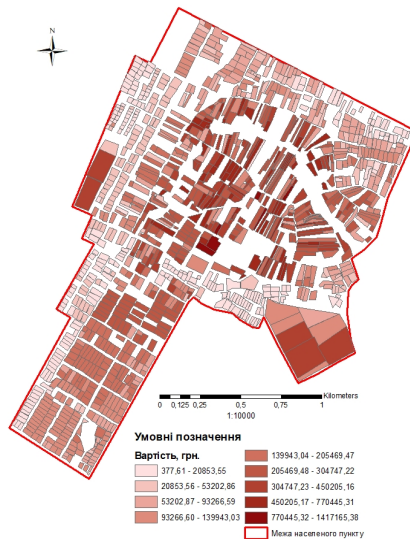 N
Kilometers
0 0,125 0,25 0,5 0,75 1
1:10000
Умовні позначення
Вартість, грн.
377,61 - 20853,55
20853,56 - 53202,86
53202,87 - 93266,59
93266,60 - 139943,03
139943,04 - 205469,47
205469,48 - 304747,22
304747,23 - 450205,16
450205,17 - 770445,31
770445,32 - 1417165,38
Межа населеного пункту